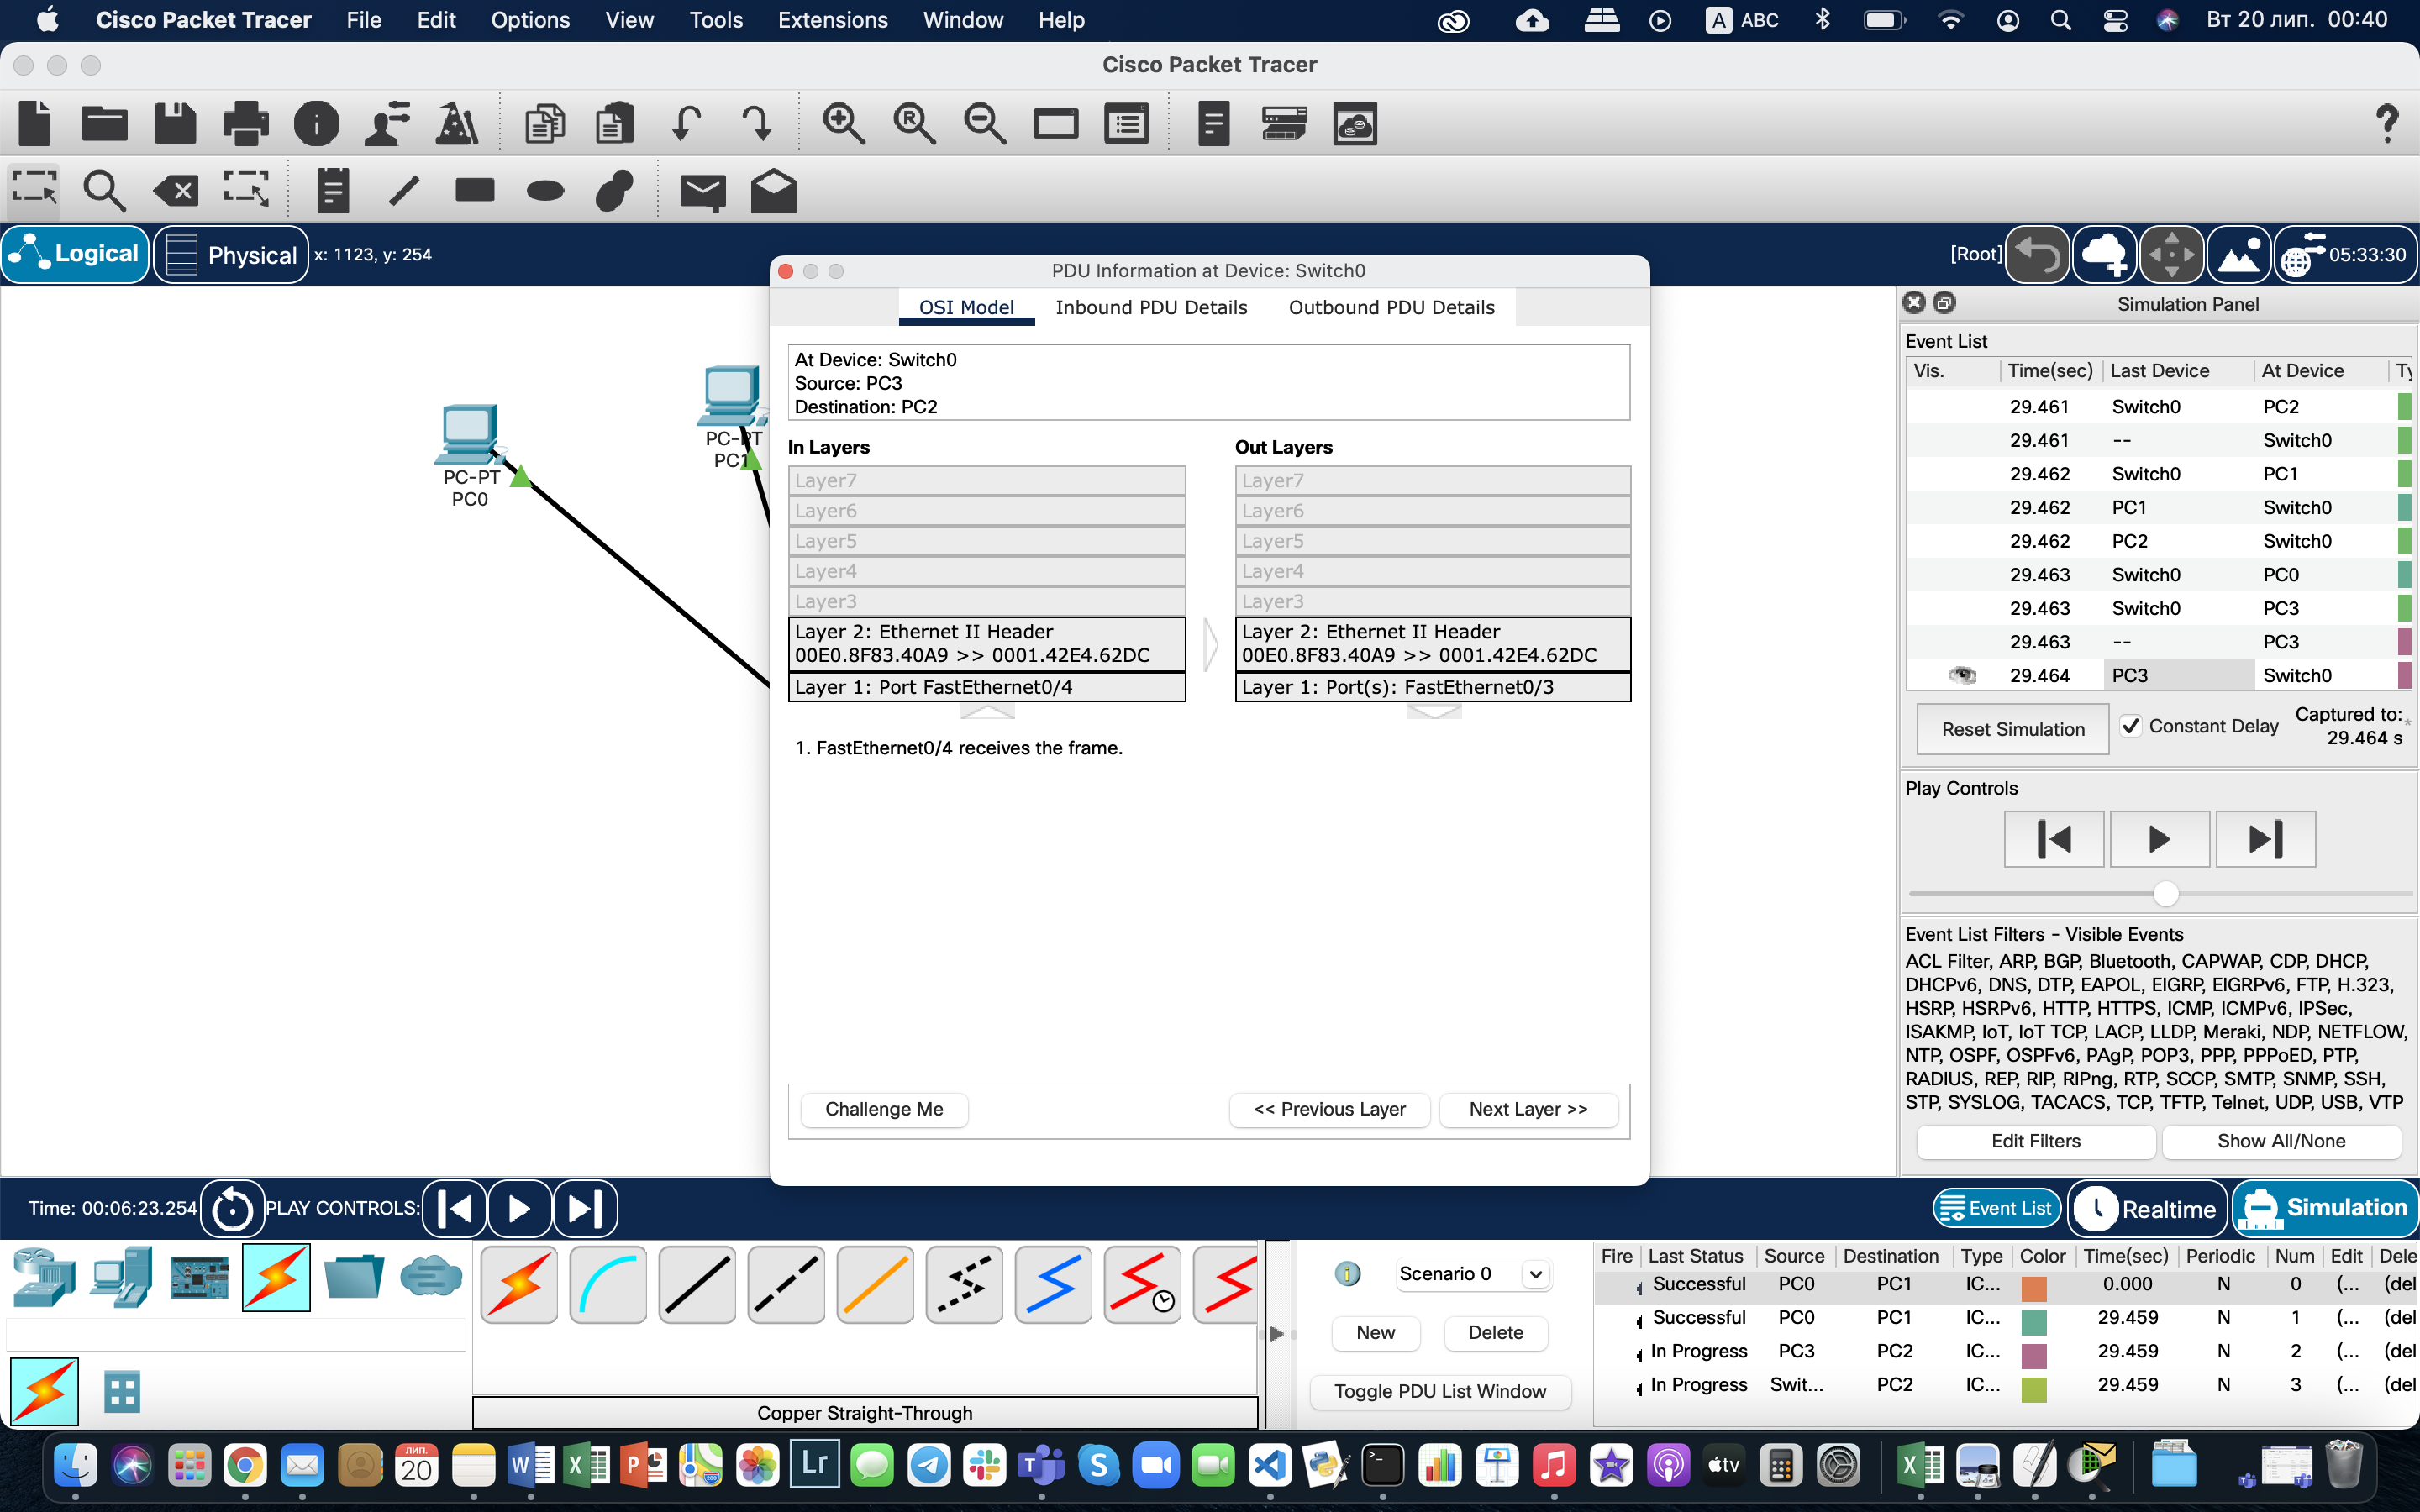 Cisco Packet Tracer File Edit Options View Tools Extensions Window Help A ABC Вт 20 лип. 00:40
Cisco Packet Tracer
Logical Physical x: 1123, y: 254 [Root] 05:33:30
PC-PT
PC0
PC-PT
PC1
PDU Information at Device: Switch0
OSI Model Inbound PDU Details Outbound PDU Details
At Device: Switch0
Source: PC3
Destination: PC2
In Layers Out Layers
Layer7 Layer7
Layer6 Layer6
Layer5 Layer5
Layer4 Layer4
Layer3 Layer3
Layer 2: Ethernet II Header
00E0.8F83.40A9 >> 0001.42E4.62DC
Layer 2: Ethernet II Header
00E0.8F83.40A9 >> 0001.42E4.62DC
Layer 1: Port FastEthernet0/4 Layer 1: Port(s): FastEthernet0/3
1. FastEthernet0/4 receives the frame.
Challenge Me << Previous Layer Next Layer >>
Simulation Panel
Event List
Vis. Time(sec) Last Device At Device Ty
29.461 Switch0 PC2
29.461 -- Switch0
29.462 Switch0 PC1
29.462 PC1 Switch0
29.462 PC2 Switch0
29.463 Switch0 PC0
29.463 Switch0 PC3
29.463 -- PC3
29.464 PC3 Switch0
Reset Simulation Constant Delay Captured to: *
29.464 s
Play Controls
Event List Filters - Visible Events
ACL Filter, ARP, BGP, Bluetooth, CAPWAP, CDP, DHCP,
DHCPv6, DNS, DTP, EAPOL, EIGRP, EIGRPv6, FTP, H.323,
HSRP, HSRPv6, HTTP, HTTPS, ICMP, ICMPv6, IPSec,
ISAKMP, IoT, IoT TCP, LACP, LLDP, Meraki, NDP, NETFLOW,
NTP, OSPF, OSPFv6, PAgP, POP3, PPP, PPPoED, PTP,
RADIUS, REP, RIP, RIPng, RTP, SCCP, SMTP, SNMP, SSH,
STP, SYSLOG, TACACS, TCP, TFTP, Telnet, UDP, USB, VTP
Edit Filters Show All/None
Time: 00:06:23.254 PLAY CONTROLS: Event List Realtime Simulation
Scenario 0
New Delete
Toggle PDU List Window
Copper Straight-Through
Fire Last Status Source Destination Type Color Time(sec) Periodic Num Edit Dele
Successful PC0 PC1 IC... 0.000 N 0 (... (del
Successful PC0 PC1 IC... 29.459 N 1 (... (del
In Progress PC3 PC2 IC... 29.459 N 2 (... (del
In Progress Swit... PC2 IC... 29.459 N 3 (... (del
ЛИП.
20
Lr
tv